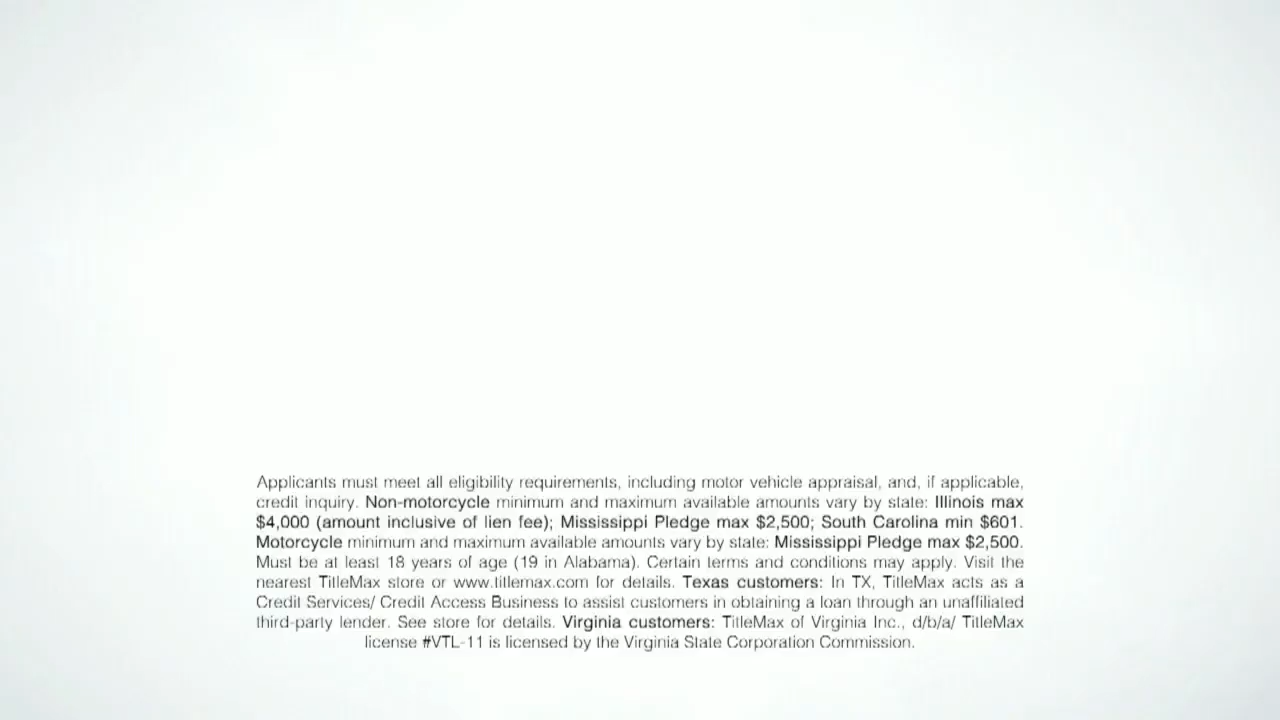 Applicants must meet all eligibility requirements, including motor vehicle appraisal, and, if applicable,
credit inquiry. Non-motorcycle minimum and maximum available amounts vary by state: Illinois max
$4,000 (amount inclusive of lien fee); Mississippi Pledge max $2,500; South Carolina min $601.
Motorcycle minimum and maximum available amounts vary by state: Mississippi Pledge max $2,500.
Must be at least 18 years of age (19 in Alabama). Certain terms and conditions may apply. Visit the
nearest TitleMax store or www.titlemax.com for details. Texas customers: In TX, TitleMax acts as a
Credit Services/ Credit Access Business to assist customers in obtaining a loan through an unaffiliated
third-party lender. See store for details. Virginia customers: TitleMax of Virginia Inc., d/b/a/ TitleMax
license #VTL-11 is licensed by the Virginia State Corporation Commission.